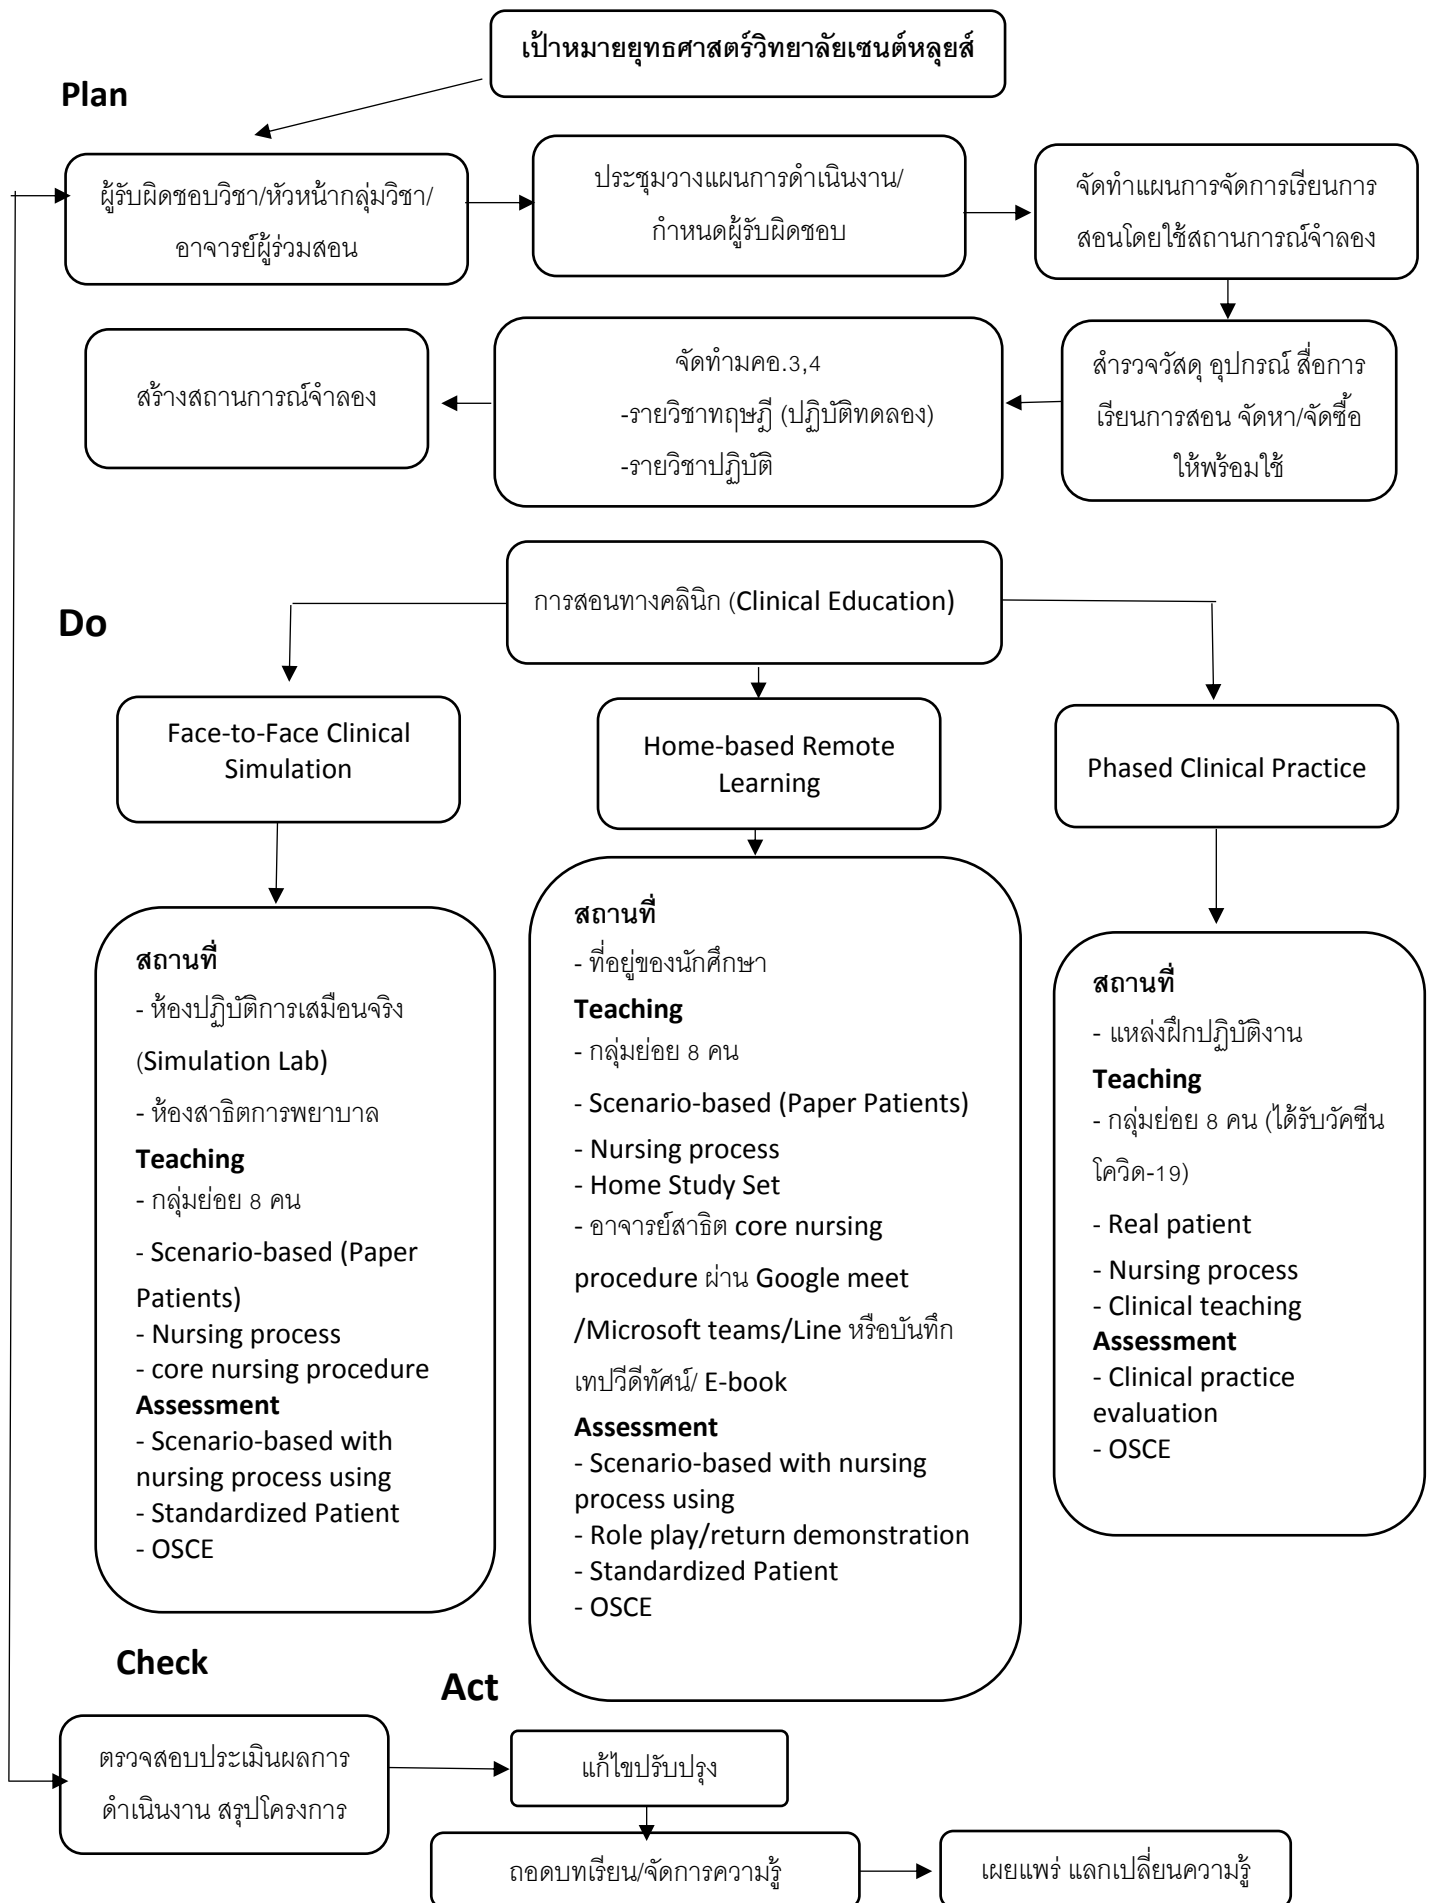 เป้าหมายยุทธศาสตร์วิทยาลัยเซนต์หลุยส์
Plan
ผู้รับผิดชอบวิชา/หัวหน้ากลุ่มวิชา/
อาจารย์ผู้ร่วมสอน
ประชุมวางแผนการดำเนินงาน/
กำหนดผู้รับผิดชอบ
จัดทำแผนการจัดการเรียนการ
สอนโดยใช้สถานการณ์จำลอง
สำรวจวัสดุ อุปกรณ์ สื่อการ
เรียนการสอน จัดหา/จัดซื้อ
ให้พร้อมใช้
จัดทำมคอ.3,4
-รายวิชาทฤษฎี (ปฏิบัติทดลอง)
-รายวิชาปฏิบัติ
สร้างสถานการณ์จำลอง
Do
การสอนทางคลินิก (Clinical Education)
Face-to-Face Clinical
Simulation
Home-based Remote
Learning
Phased Clinical Practice
สถานที่
- ห้องปฏิบัติการเสมือนจริง
(Simulation Lab)
- ห้องสาธิตการพยาบาล
Teaching
- กลุ่มย่อย 8 คน
- Scenario-based (Paper
Patients)
- Nursing process
- core nursing procedure
Assessment
- Scenario-based with
nursing process using
- Standardized Patient
- OSCE
สถานที่
- ที่อยู่ของนักศึกษา
Teaching
- กลุ่มย่อย 8 คน
- Scenario-based (Paper Patients)
- Nursing process
- Home Study Set
- อาจารย์สาธิต core nursing
procedure ผ่าน Google meet
/Microsoft teams/Line หรือบันทึก
เทปวีดีทัศน์/ E-book
Assessment
- Scenario-based with nursing
process using
- Role play/return demonstration
- Standardized Patient
- OSCE
สถานที่
- แหล่งฝึกปฏิบัติงาน
Teaching
- กลุ่มย่อย 8 คน (ได้รับวัคซีน
โควิด-19)
- Real patient
- Nursing process
- Clinical teaching
Assessment
- Clinical practice
evaluation
- OSCE
Check
ตรวจสอบประเมินผลการ
ดำเนินงาน สรุปโครงการ
Act
แก้ไขปรับปรุง
ถอดบทเรียน/จัดการความรู้
เผยแพร่ แลกเปลี่ยนความรู้